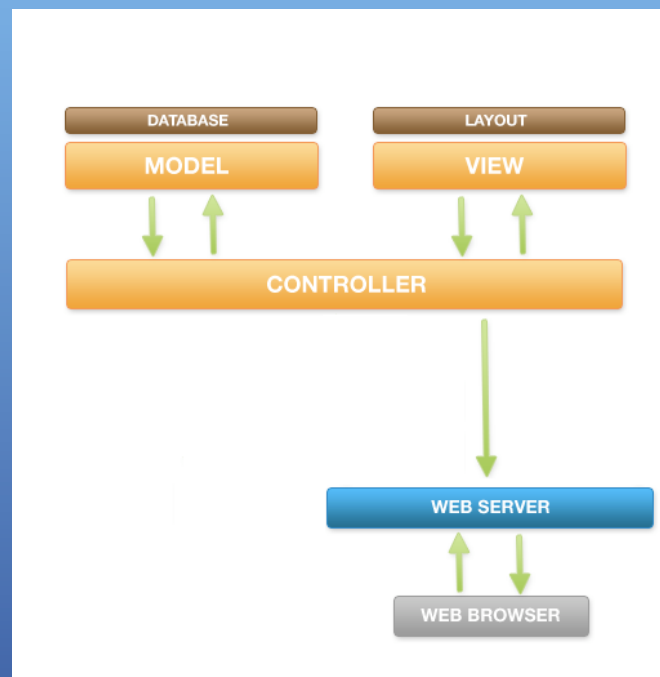 DATABASE
LAYOUT
MODEL
VIEW
CONTROLLER
WEB SERVER
WEB BROWSER